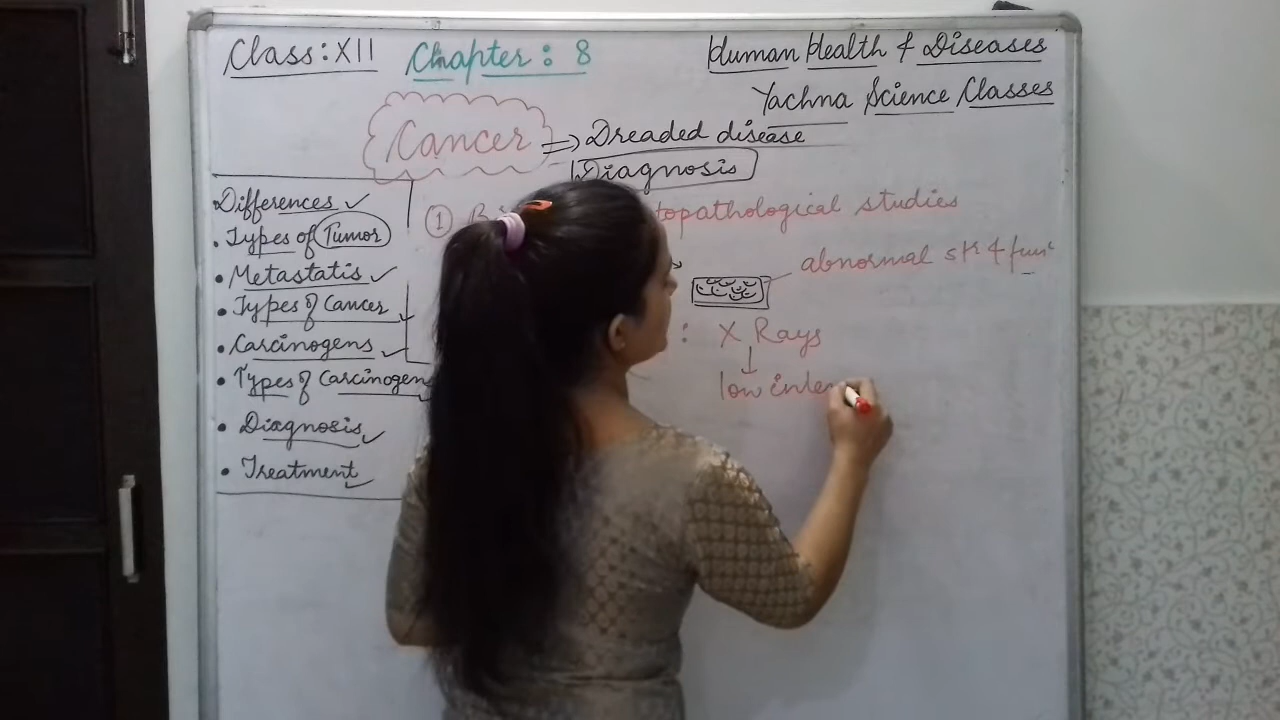 Class: XII Chapter: 8 Human Health & Diseases
Yachna Science Classes
Cancer => Dreaded disease
Diagnosis
Differences ✓
• Types of Tumor
• Metastatis ✓
• Types of Cancer ✓
• Carcinogens ✓
• Types of Carcinogen
• Diagnosis ✓
• Treatment ✓
① topathological studies
abnormal str & func
: X Rays
↓
low inten